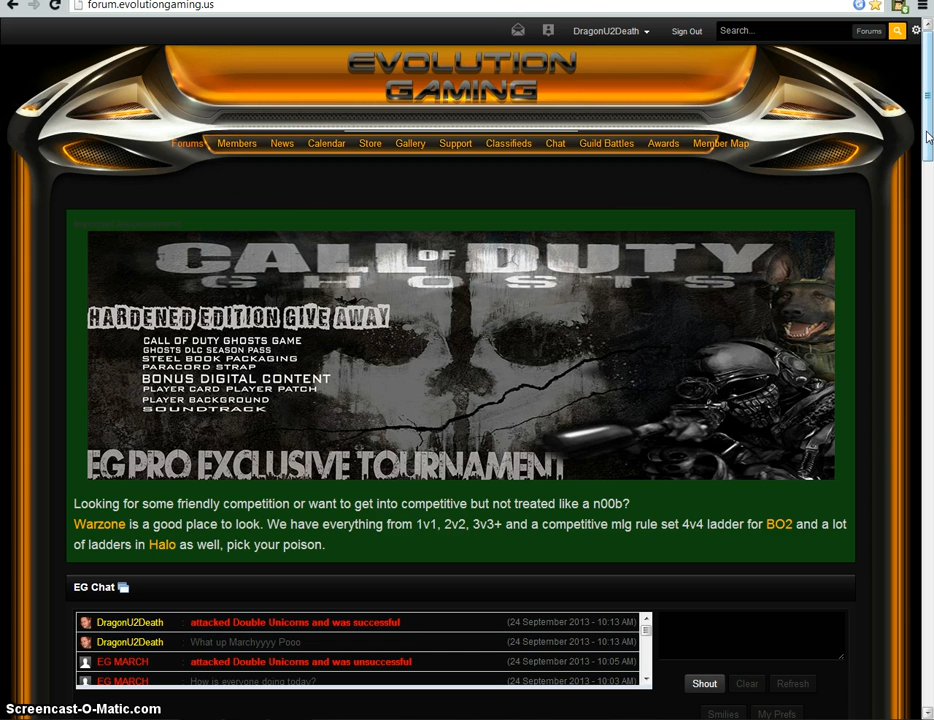 forum.evolutiongaming.us
DragonU2Death Sign Out Search... Forums
EVOLUTION
GAMING
Forums Members News Calendar Store Gallery Support Classifieds Chat Guild Battles Awards Member Map
CALL OF DUTY
GHOSTS
HARDENED EDITION GIVE AWAY
CALL OF DUTY GHOSTS GAME
GHOSTS DLC SEASON PASS
STEEL BOOK PACKAGING
PARACORD STRAP
BONUS DIGITAL CONTENT
PLAYER CARD PLAYER PATCH
PLAYER BACKGROUND
SOUNDTRACK
EG PRO EXCLUSIVE TOURNAMENT
Looking for some friendly competition or want to get into competitive but not treated like a n00b?
Warzone is a good place to look. We have everything from 1v1, 2v2, 3v3+ and a competitive mlg rule set 4v4 ladder for BO2 and a lot
of ladders in Halo as well, pick your poison.
EG Chat
DragonU2Death : attacked Double Unicorns and was successful (24 September 2013 - 10:13 AM)
DragonU2Death : What up Marchyyyy Pooo (24 September 2013 - 10:13 AM)
EG MARCH : attacked Double Unicorns and was unsuccessful (24 September 2013 - 10:05 AM)
EG MARCH : How is everyone doing today? (24 September 2013 - 10:03 AM)
Shout Clear Refresh
Smilies My Prefs
Screencast-O-Matic.com